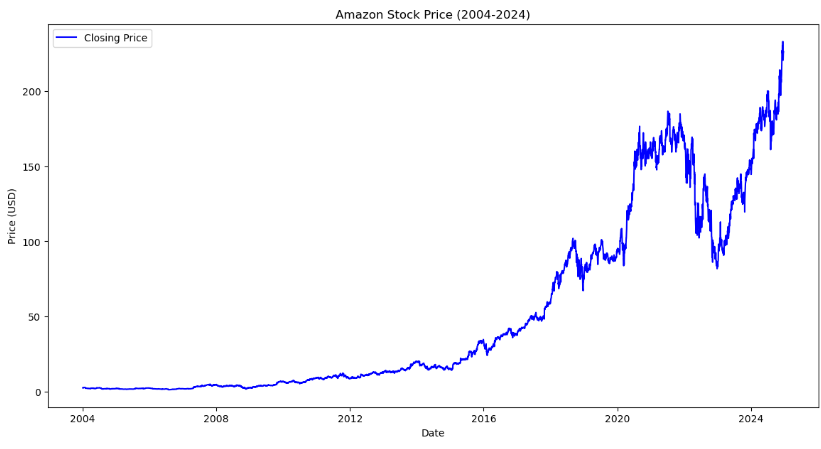 Amazon Stock Price (2004-2024)
Closing Price
Price (USD)
200
150
100
50
0
2004 2008 2012 2016 2020 2024
Date